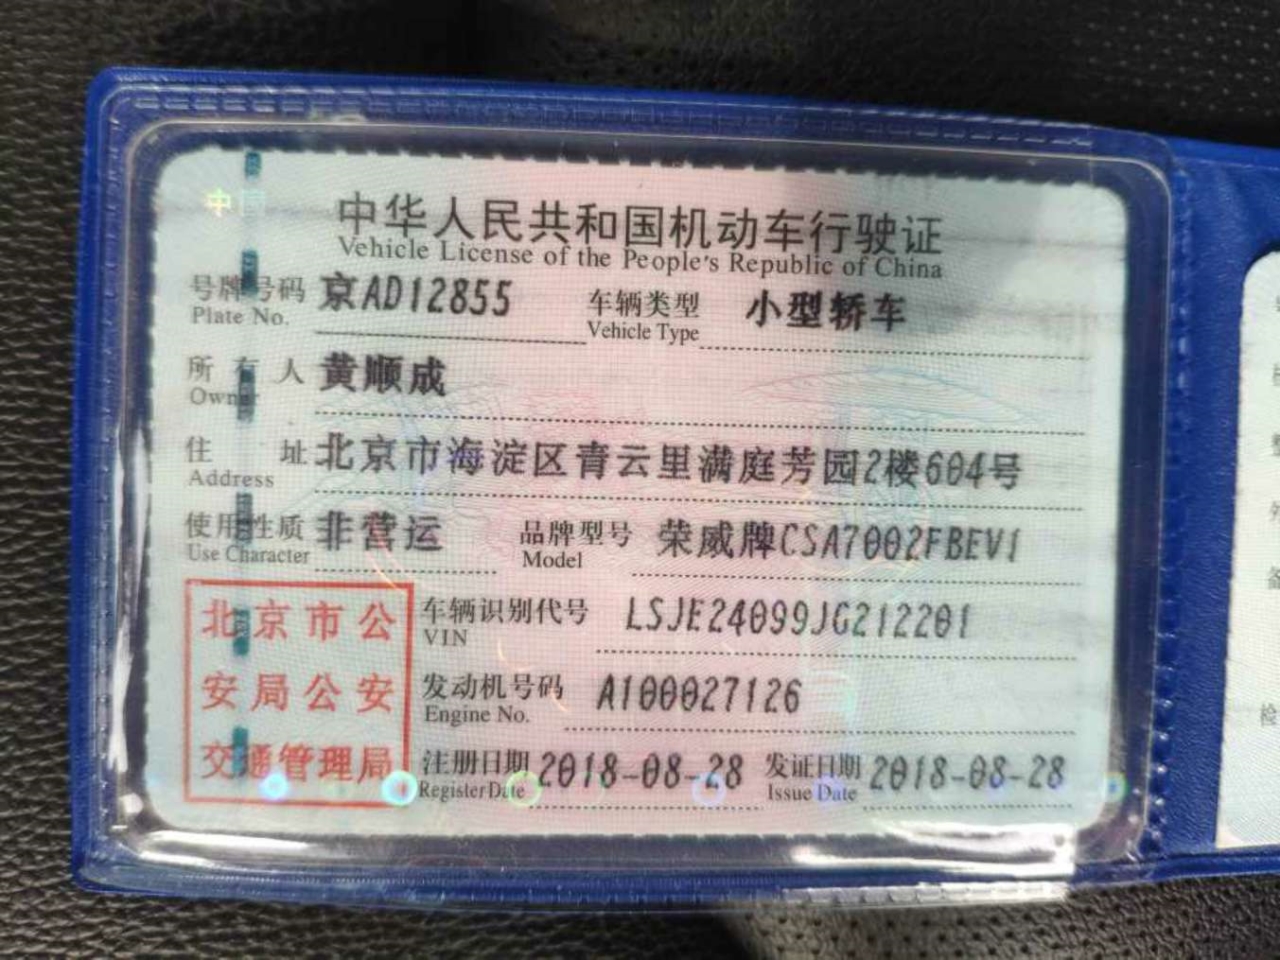 中华人民共和国机动车行驶证
Vehicle License of the People's Republic of China
号牌号码 京AD12855 车辆类型 小型轿车
Plate No. Vehicle Type
所有人 黄顺成
Owner
住址 北京市海淀区青云里满庭芳园2楼604号
Address
使用性质 非营运 品牌型号 荣威牌CSA7002FBEV1
Use Character Model
北京市公
安局公安
交通管理局
车辆识别代号 LSJE24099JG212201
VIN
发动机号码 A100027126
Engine No.
注册日期 2018-08-28 发证日期 2018-08-28
Register Date Issue Date
检